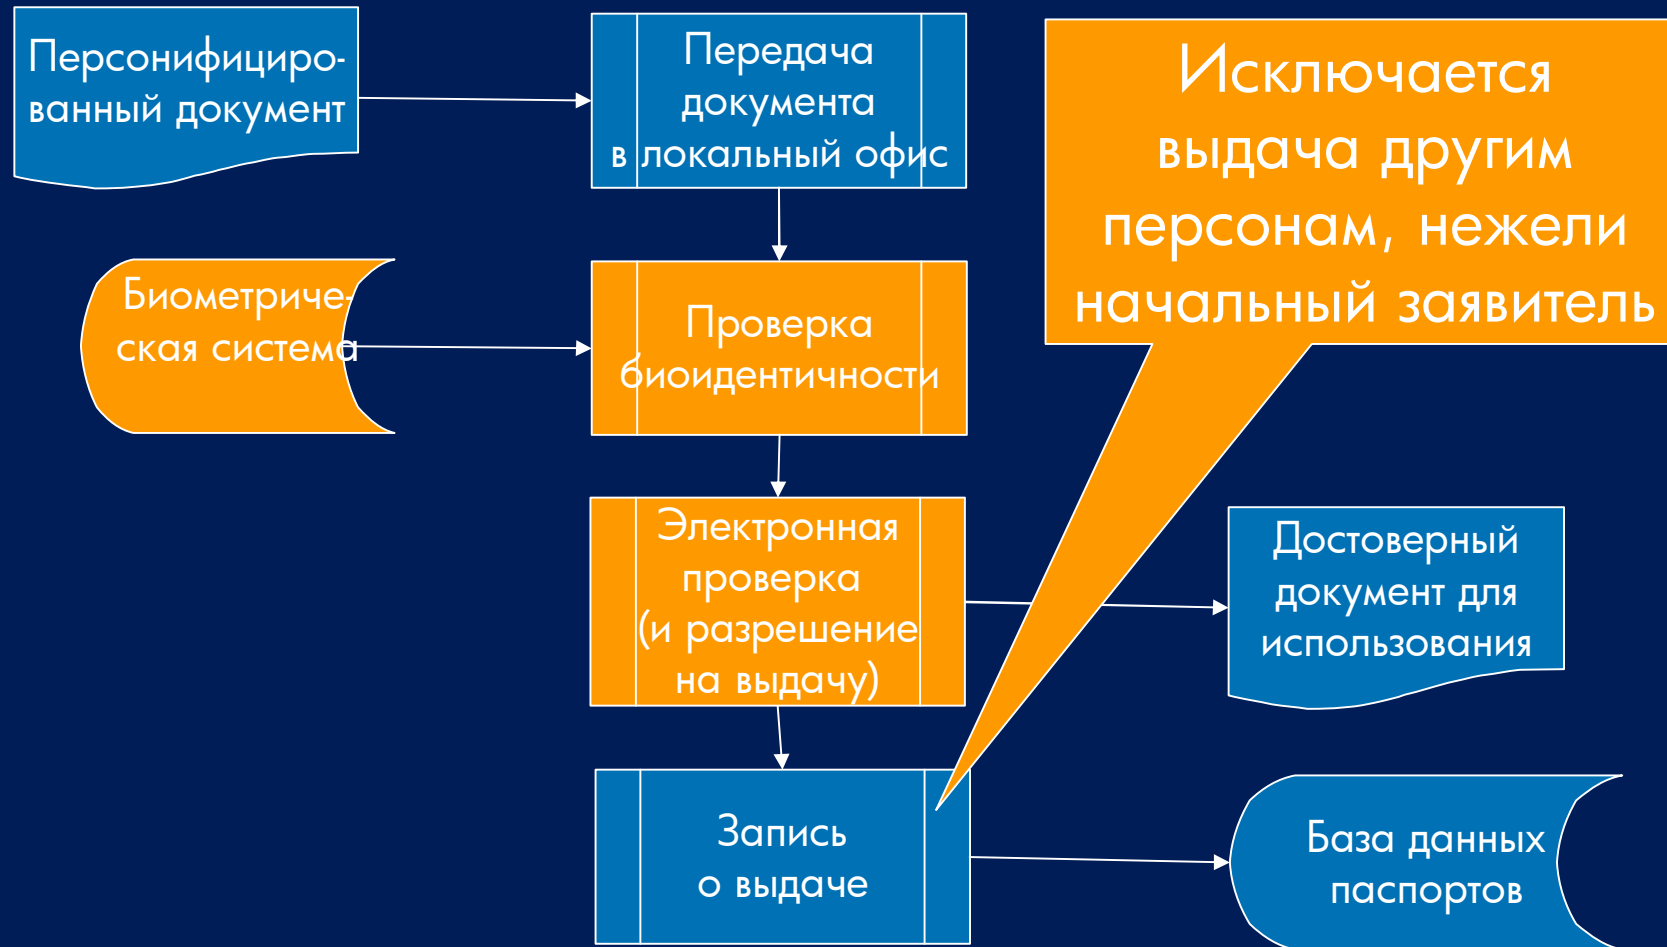 Персонифициро-
ванный документ
Передача
документа
в локальный офис
Исключается
выдача другим
персонам, нежели
начальный заявитель
Биометриче-
ская система
Проверка
биоидентичности
Электронная
проверка
(и разрешение
на выдачу)
Достоверный
документ для
использования
Запись
о выдаче
База данных
паспортов